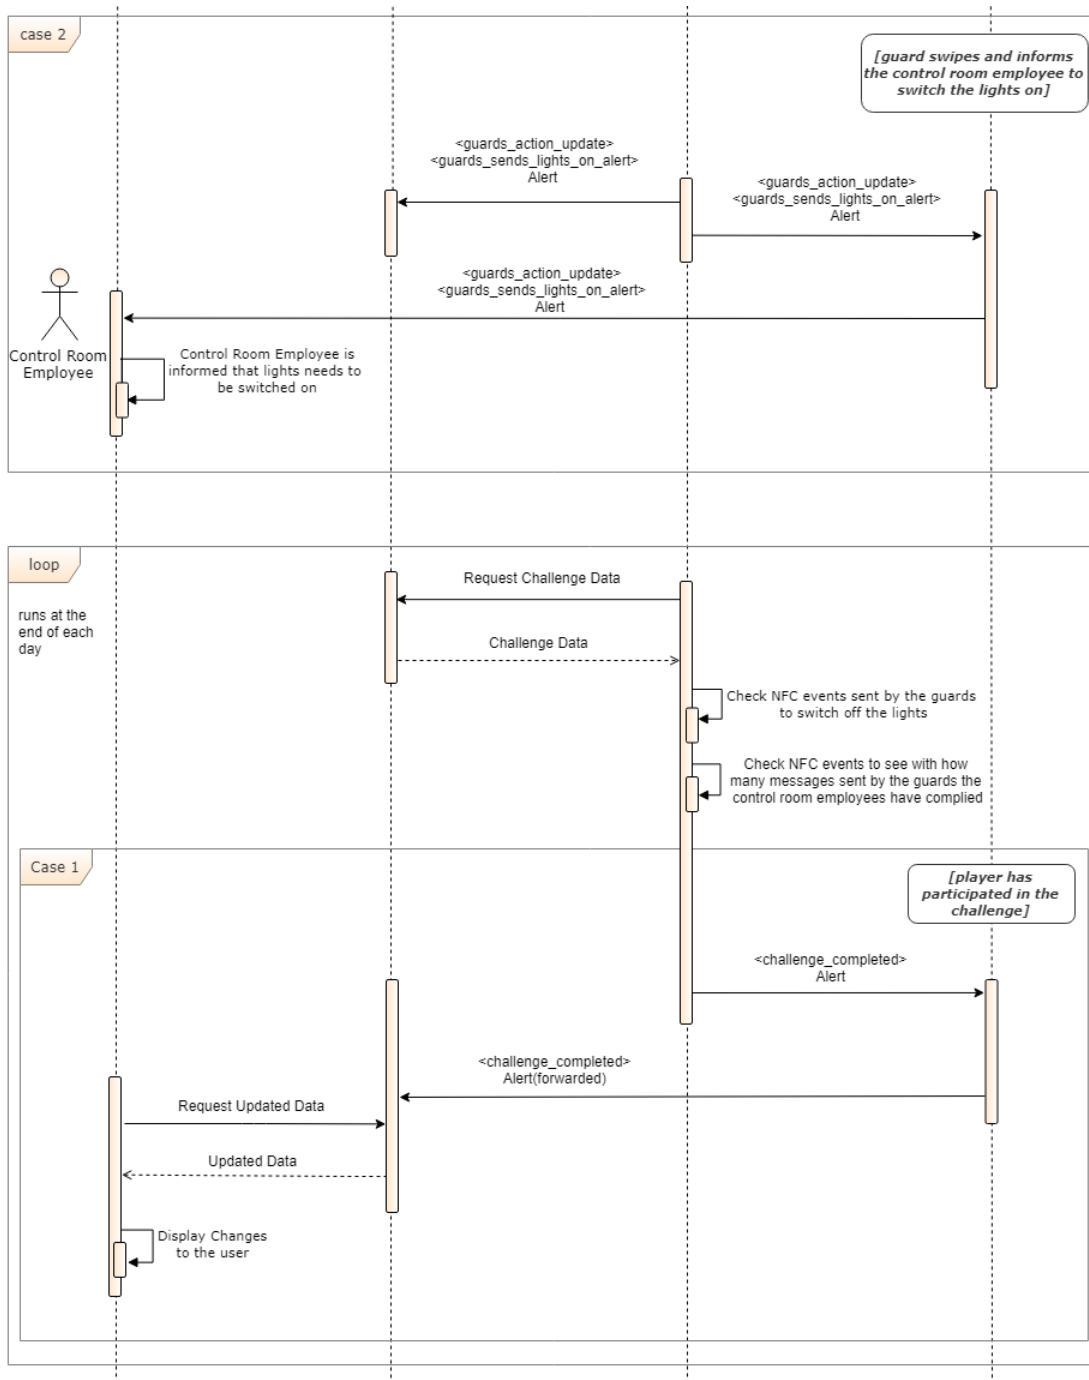 case 2
[guard swipes and informs
the control room employee to
switch the lights on]
<guards_action_update>
<guards_sends_lights_on_alert>
Alert
<guards_action_update>
<guards_sends_lights_on_alert>
Alert
<guards_action_update>
<guards_sends_lights_on_alert>
Alert
Control Room
Employee
Control Room Employee is
informed that lights needs to
be switched on
loop
runs at the
end of each
day
Request Challenge Data
Challenge Data
Check NFC events sent by the guards
to switch off the lights
Check NFC events to see with how
many messages sent by the guards the
control room employees have complied
Case 1
[player has
participated in the
challenge]
<challenge_completed>
Alert
<challenge_completed>
Alert(forwarded)
Request Updated Data
Updated Data
Display Changes
to the user